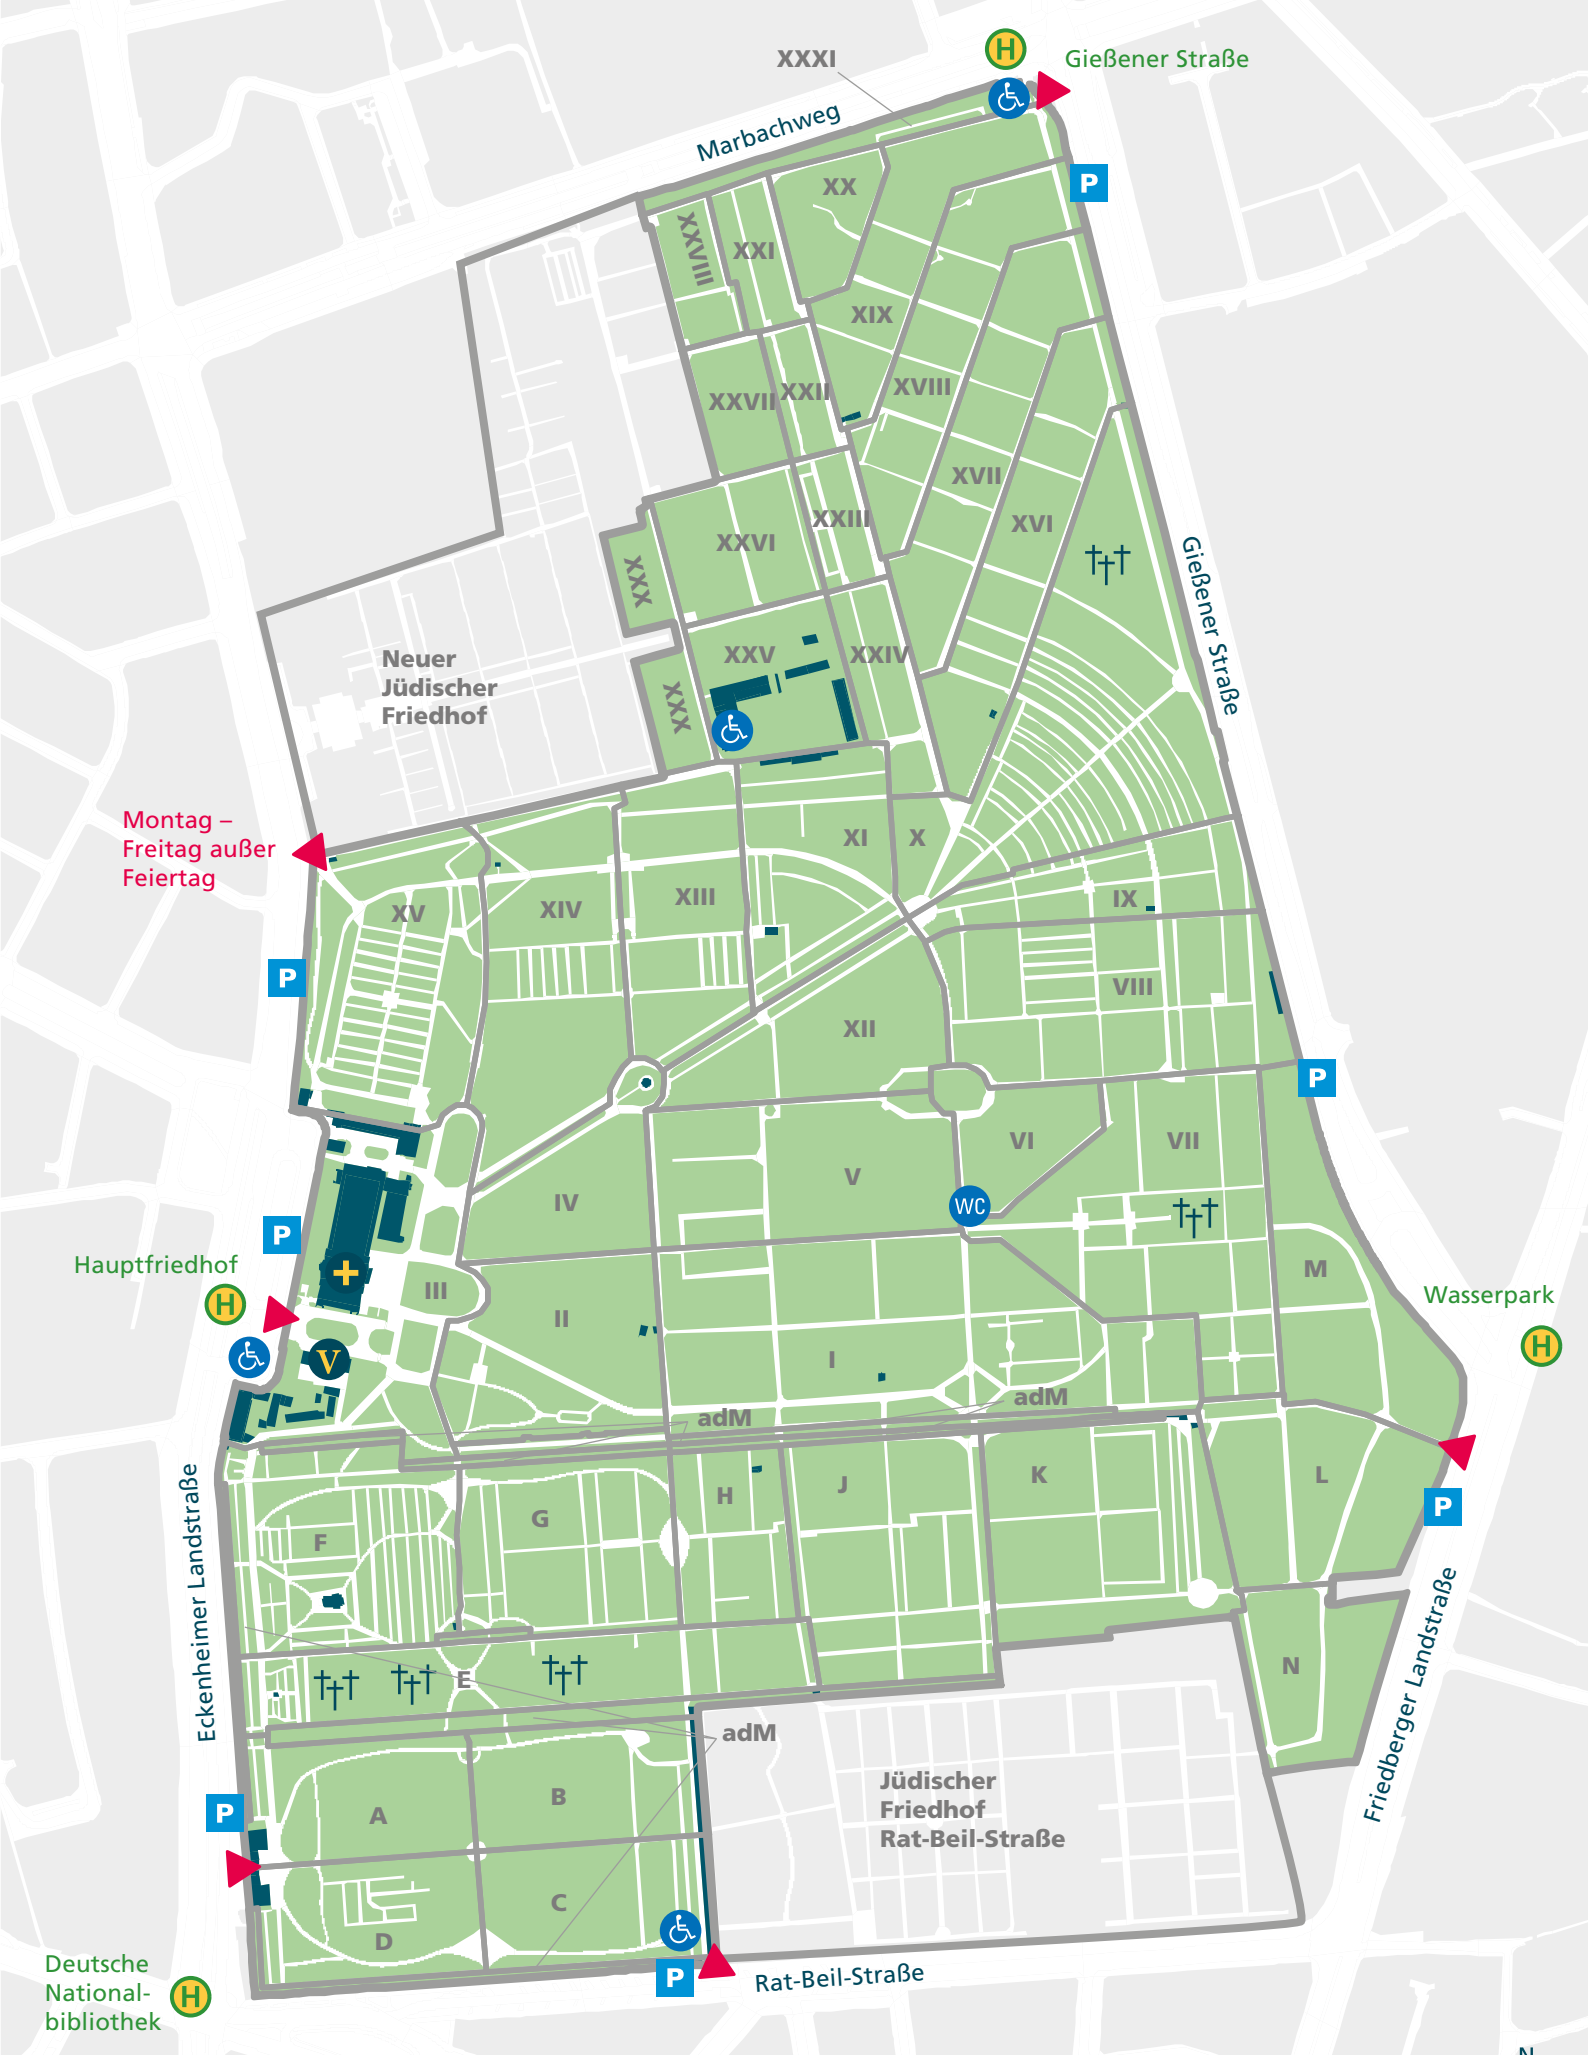 H
Gießener Straße
XXXI
Marbachweg
P
XX
XXVIII
XXI
XIX
XXVII
XXII
XVIII
XVII
XXIII
XVI
XXVI
XXX
Gießener Straße
Neuer
Jüdischer
Friedhof
XXV
XXIV
XXX
Montag –
Freitag außer
Feiertag
XI
X
XV
XIV
XIII
IX
P
VIII
XII
P
VI
VII
V
IV
WC
P
Hauptfriedhof
H
III
II
M
Wasserpark
H
V
I
adM
adM
Eckenheimer Landstraße
F
G
H
J
K
L
P
E
N
Friedberger Landstraße
adM
P
A
B
Jüdischer
Friedhof
Rat-Beil-Straße
C
D
Deutsche
National-
bibliothek
H
P
Rat-Beil-Straße